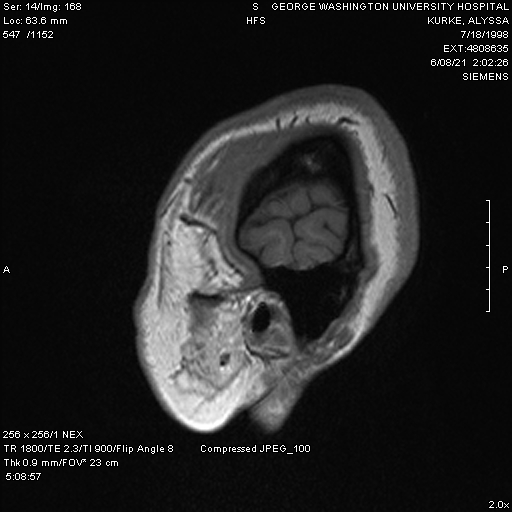 Ser: 14/Img: 168
Loc: 63.6 mm
547 /1152
S GEORGE WASHINGTON UNIVERSITY HOSPITAL
HFS KURKE, ALYSSA
7/18/1998
EXT:4808635
6/08/21 2:02:26
SIEMENS
A
P
256 x 256/1 NEX
TR 1800/TE 2.3/TI 900/Flip Angle 8 Compressed JPEG_100
Thk 0.9 mm/FOV* 23 cm
5:08:57
2.0x